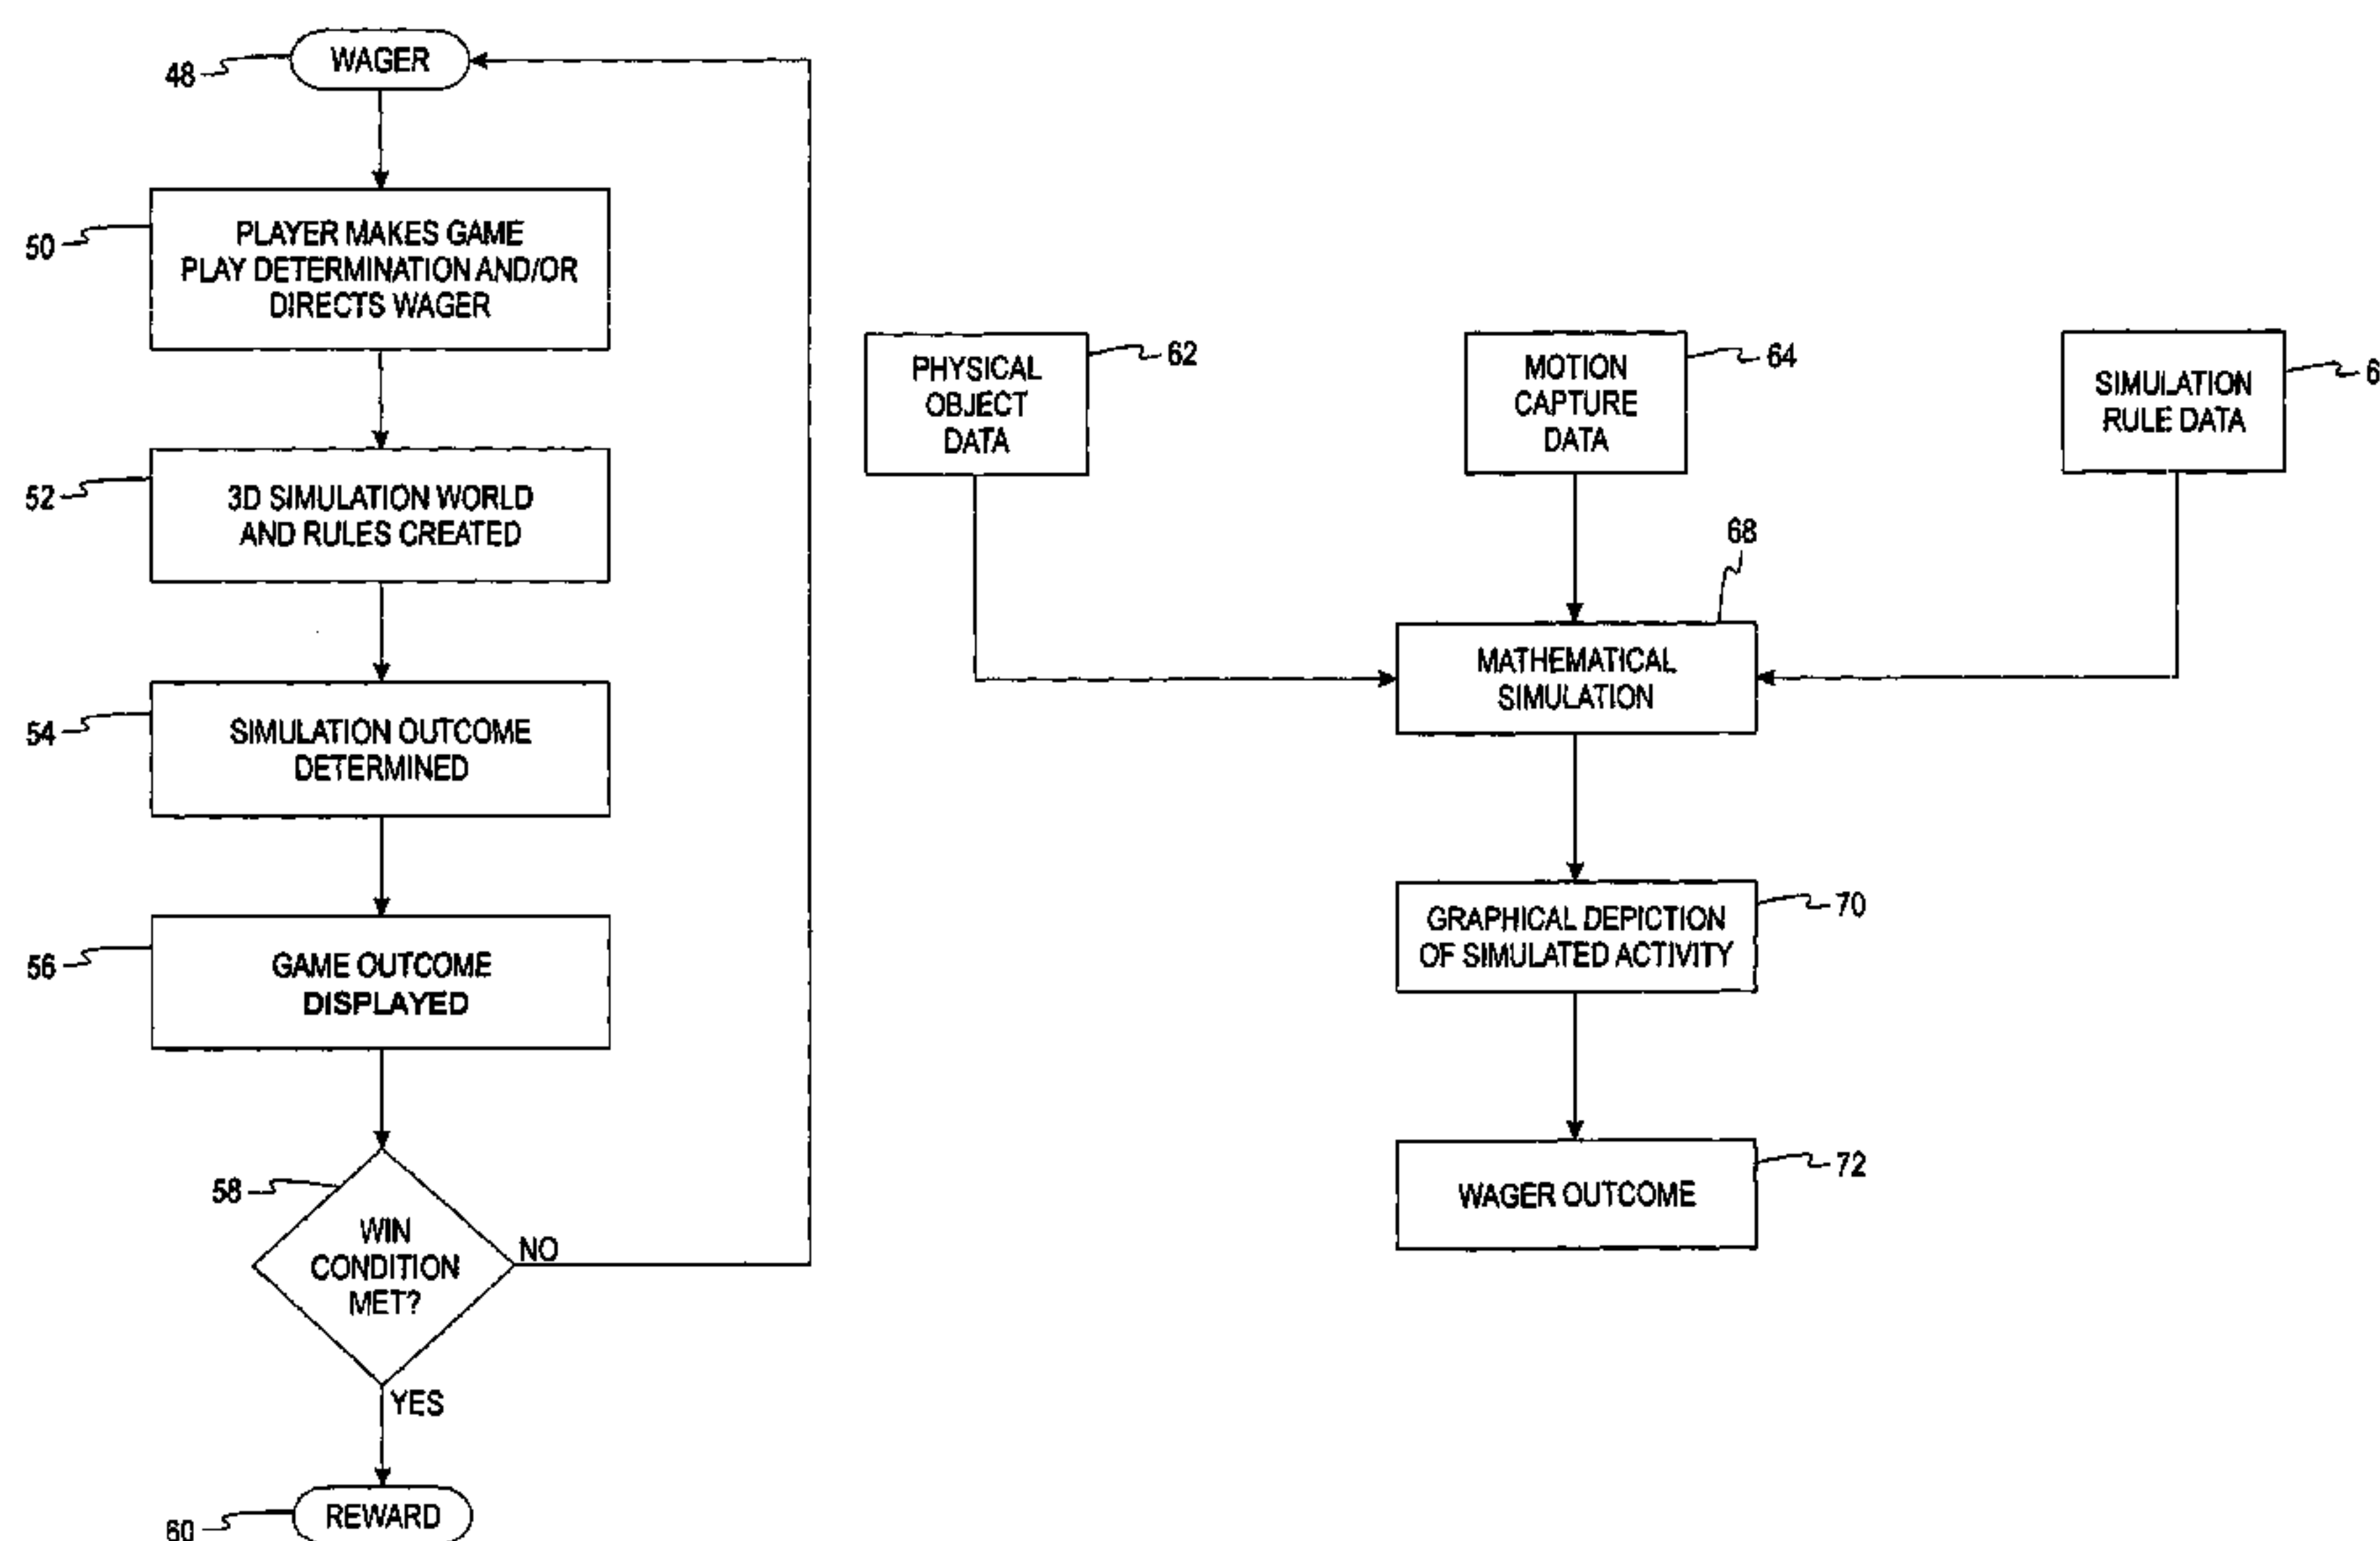 48
WAGER
50
PLAYER MAKES GAME
PLAY DETERMINATION AND/OR
DIRECTS WAGER
52
3D SIMULATION WORLD
AND RULES CREATED
54
SIMULATION OUTCOME
DETERMINED
56
GAME OUTCOME
DISPLAYED
58
WIN
CONDITION
MET?
NO
YES
60
REWARD
PHYSICAL
OBJECT
DATA
62
MOTION
CAPTURE
DATA
64
SIMULATION
RULE DATA
6
68
MATHEMATICAL
SIMULATION
GRAPHICAL DEPICTION
OF SIMULATED ACTIVITY
70
WAGER OUTCOME
72